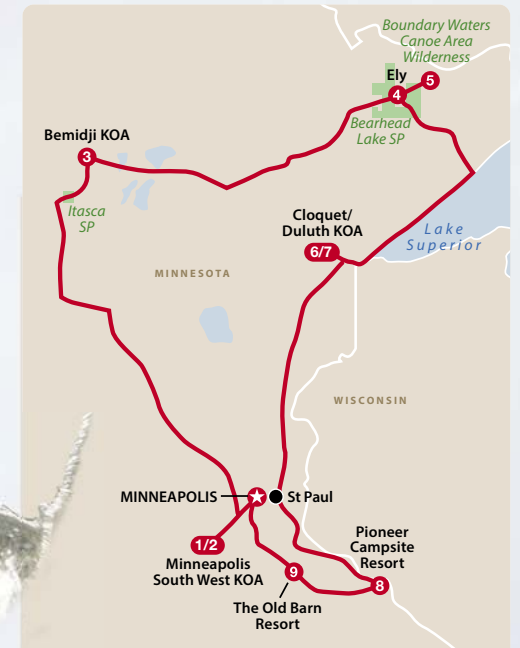 Boundary Waters
Canoe Area
Wilderness
Ely
5
4
Bearhead
Lake SP
Bemidji KOA
3
Itasca
SP
Cloquet/
Duluth KOA
6/7
Lake
Superior
MINNESOTA
WISCONSIN
MINNEAPOLIS
St Paul
1/2
Minneapolis
South West KOA
Pioneer
Campsite
Resort
9
8
The Old Barn
Resort